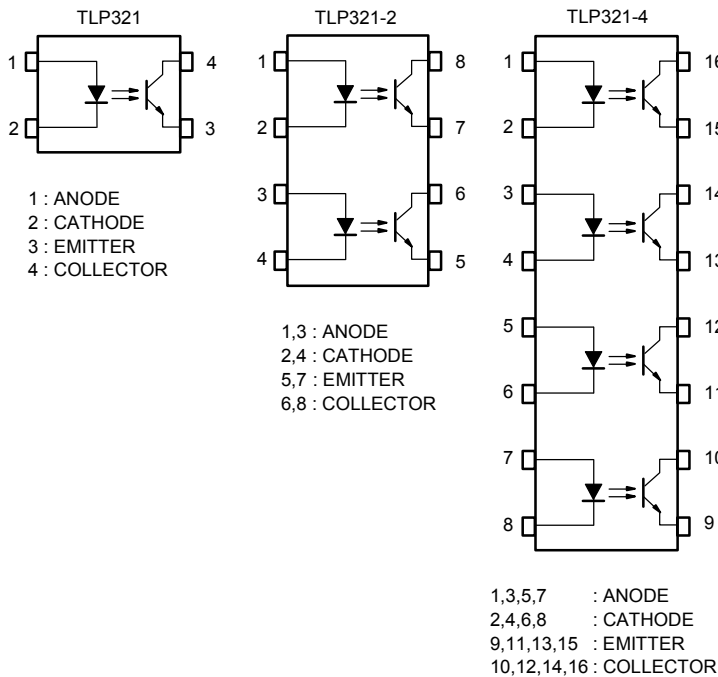 TLP321
1
4
2
3
1 : ANODE
2 : CATHODE
3 : EMITTER
4 : COLLECTOR
TLP321-2
1
8
2
7
3
6
4
5
1,3 : ANODE
2,4 : CATHODE
5,7 : EMITTER
6,8 : COLLECTOR
TLP321-4
1
16
2
15
3
14
4
13
5
12
6
11
7
10
8
9
1,3,5,7 : ANODE
2,4,6,8 : CATHODE
9,11,13,15 : EMITTER
10,12,14,16 : COLLECTOR